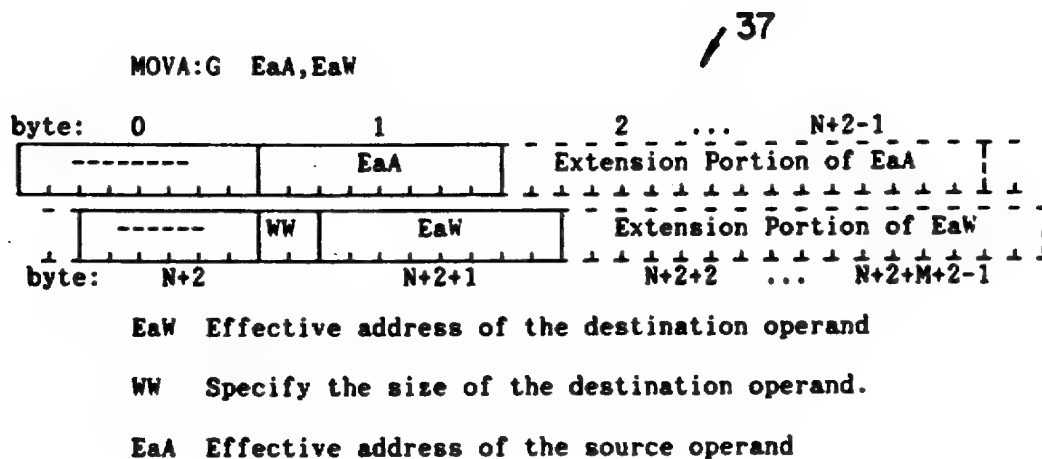 37
MOVA:G EaA,EaW
byte: 0 1 2 ... N+2-1
-------- EaA Extension Portion of EaA
------ WW EaW Extension Portion of EaW
byte: N+2 N+2+1 N+2+2 ... N+2+M+2-1
EaW Effective address of the destination operand
WW Specify the size of the destination operand.
EaA Effective address of the source operand